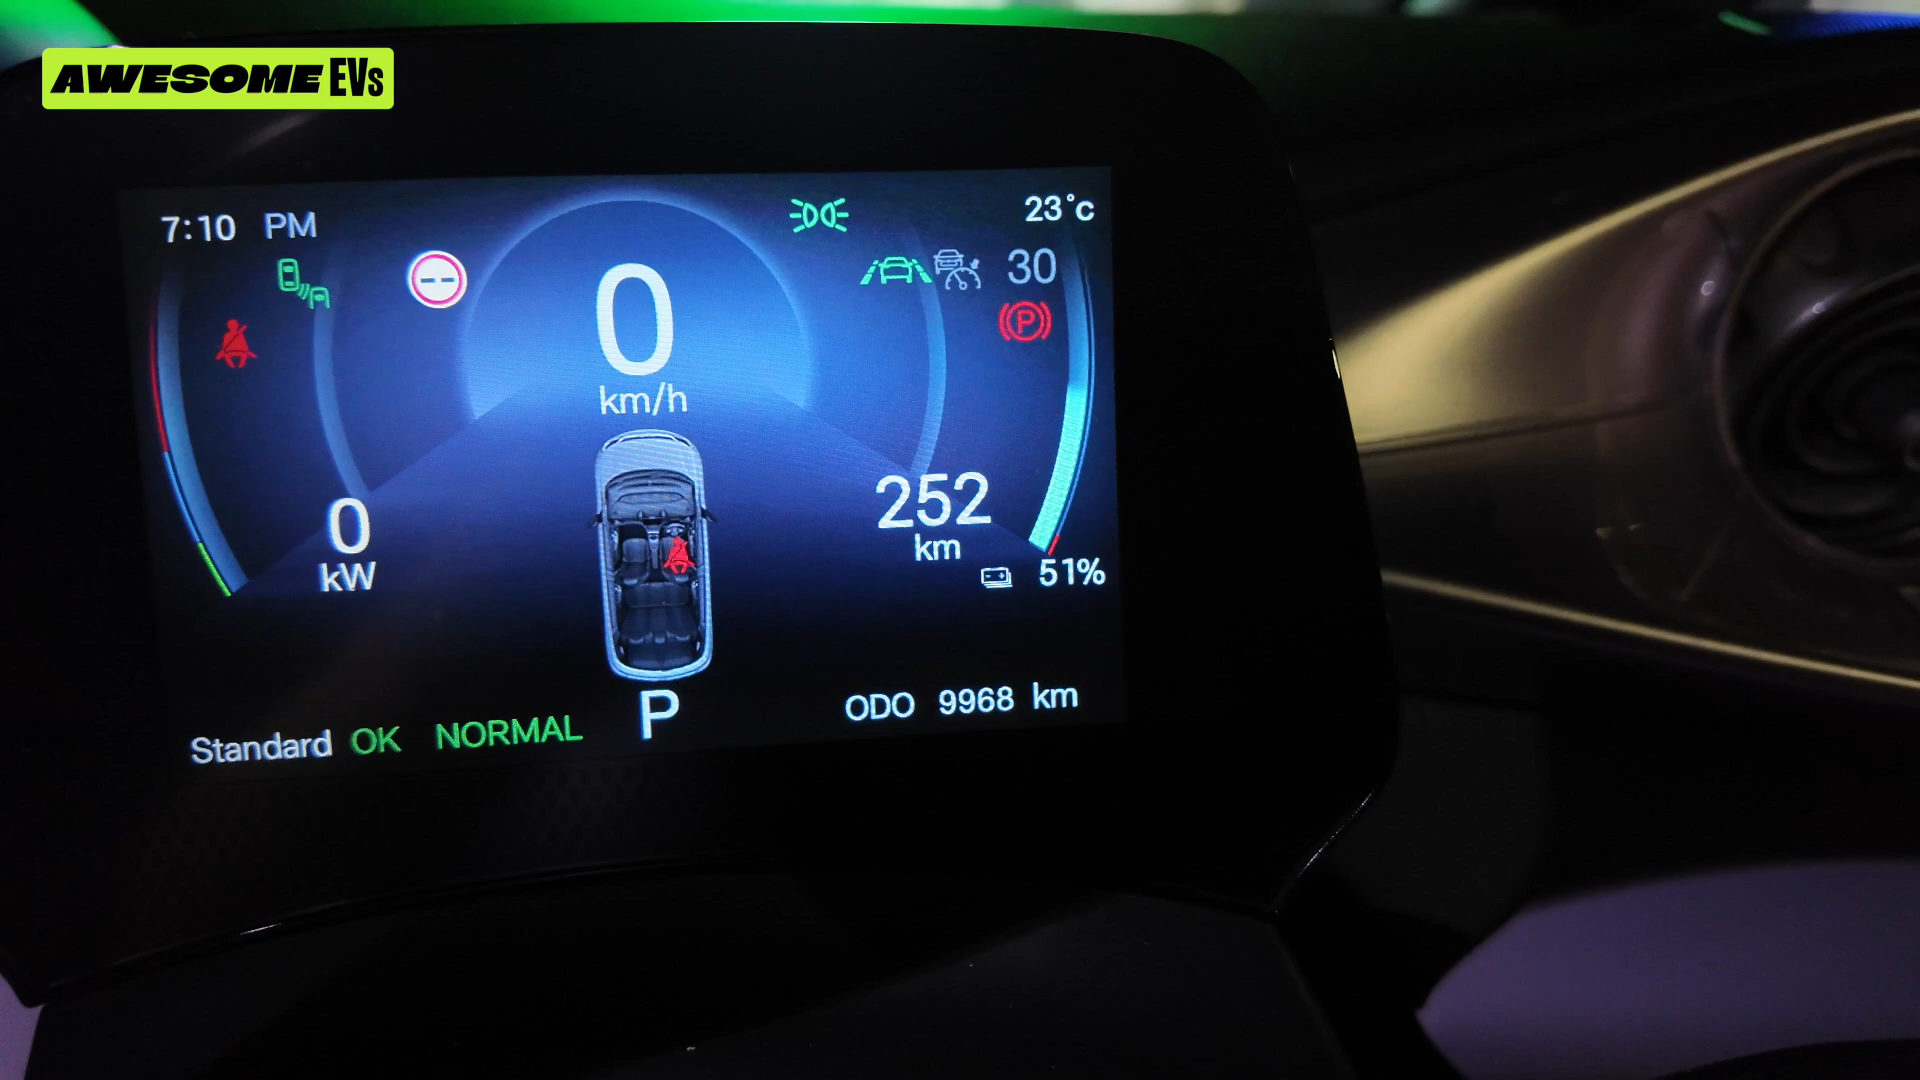 AWESOME EVs
7:10 PM
23°C
30
P
0
km/h
0
kW
252
km
51%
P
ODO 9968 km
Standard OK NORMAL